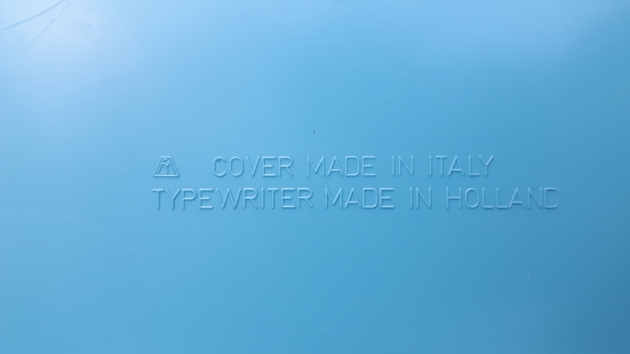 COVER MADE IN ITALY
TYPEWRITER MADE IN HOLLAND